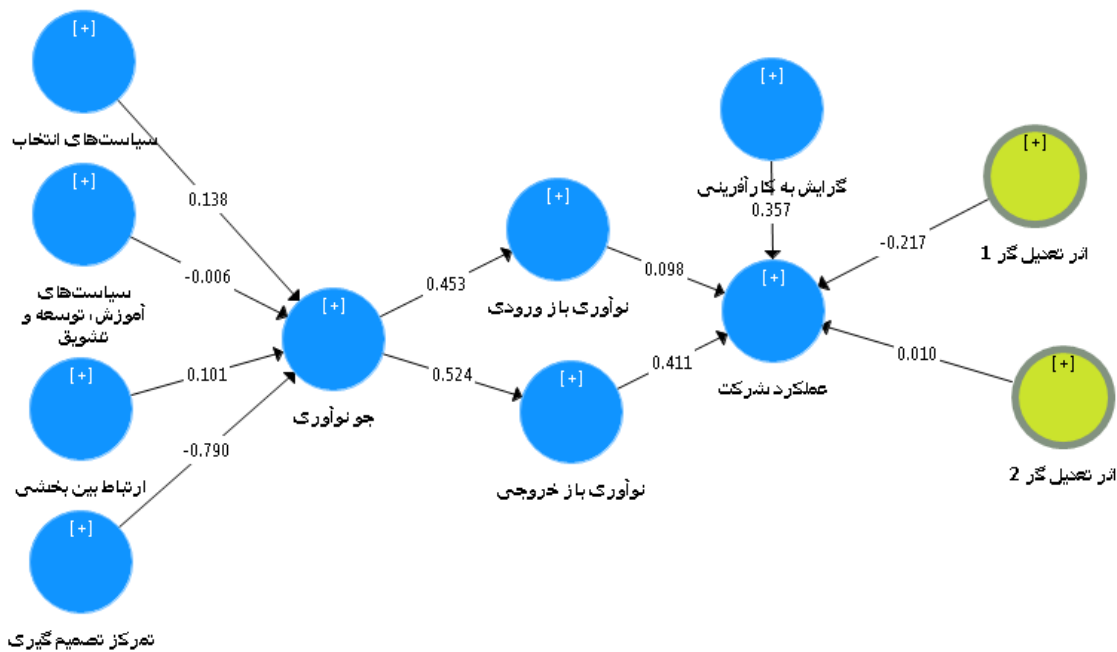 [+]
سیاست‌های انتخاب
0.138
[+]
سیاست‌های
آموزش، توسعه و
تشویق
-0.006
[+]
ارتباط بین بخشی
0.101
[+]
تمرکز تصمیم گیری
-0.790
[+]
جو نوآوری
0.453
0.524
[+]
نوآوری باز ورودی
0.098
[+]
نوآوری باز خروجی
0.411
[+]
گرایش به کارآفرینی
0.357
[+]
عملکرد شرکت
[+]
اثر تعدیل گر 1
-0.217
[+]
اثر تعدیل گر 2
0.010